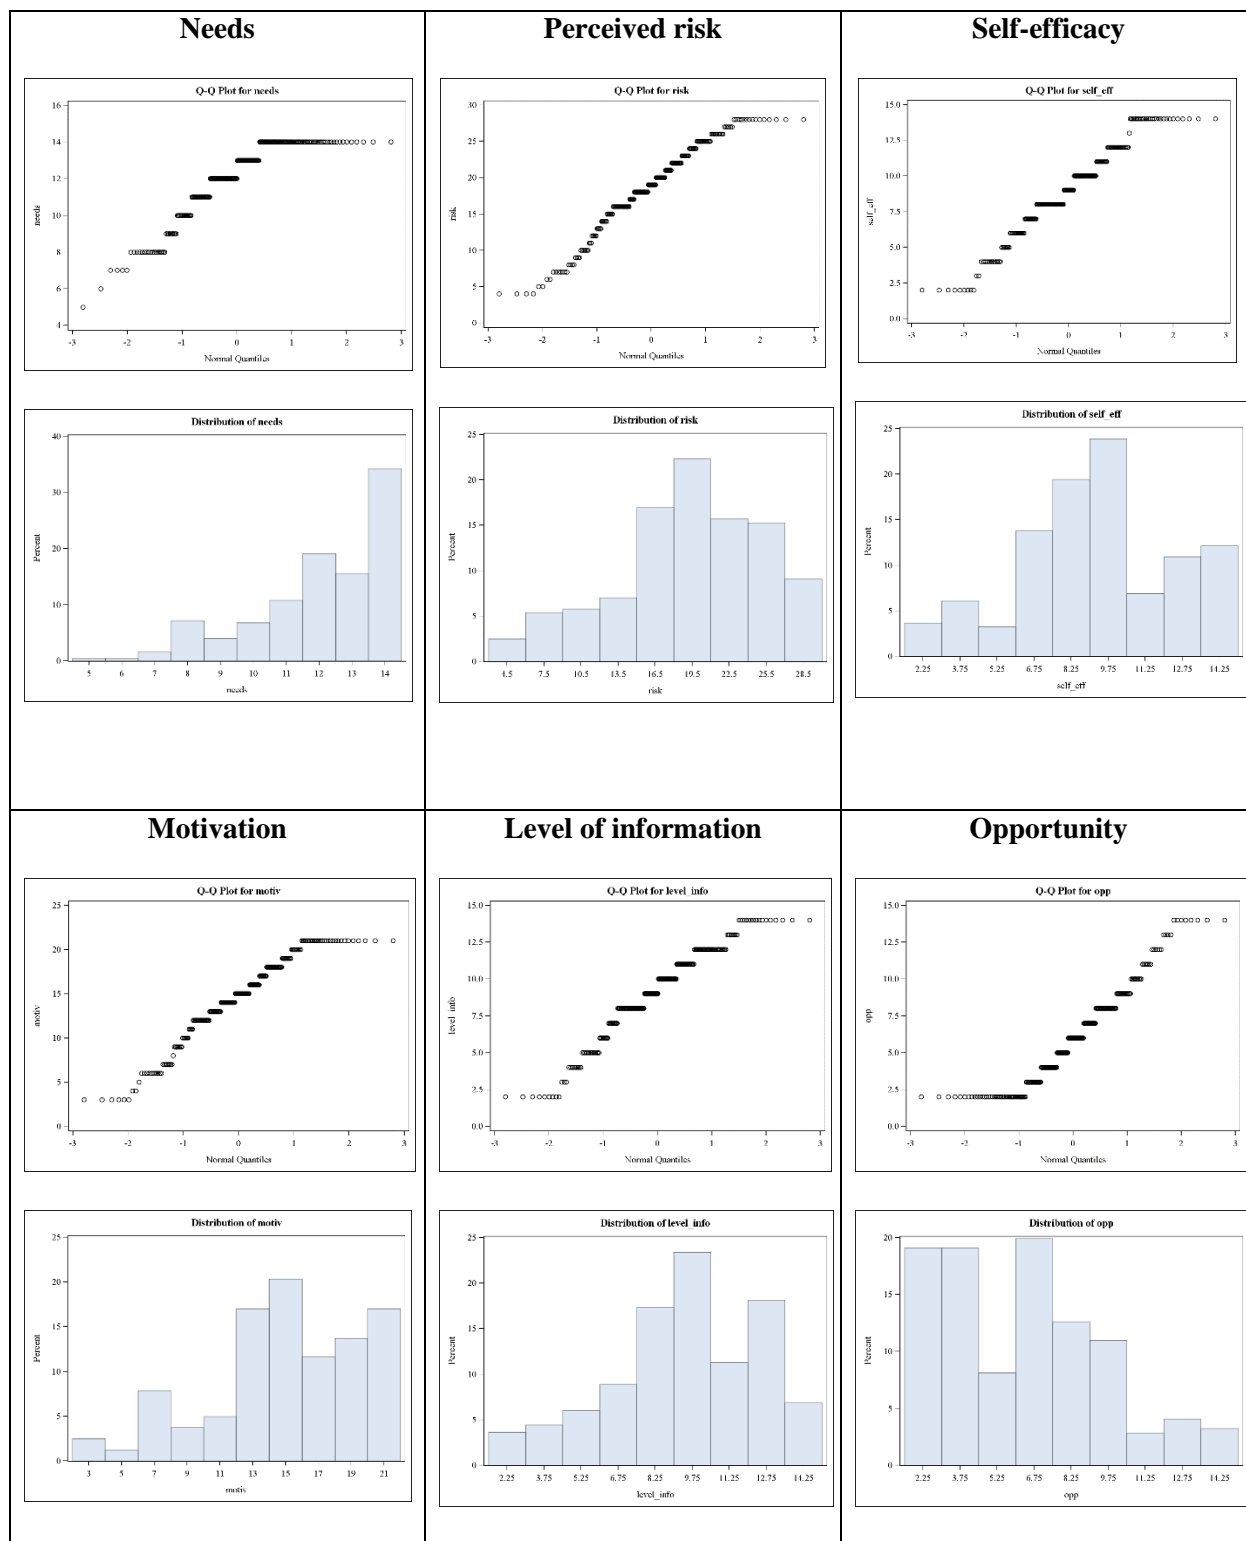 Needs
Perceived risk
Self-efficacy
Q-Q Plot for needs
16
14
12
10
8
6
4
needs
-3 -2 -1 0 1 2 3
Normal Quantiles
Q-Q Plot for risk
30
25
20
15
10
5
0
risk
-3 -2 -1 0 1 2 3
Normal Quantiles
Q-Q Plot for self_eff
15.0
12.5
10.0
7.5
5.0
2.5
0.0
self_eff
-3 -2 -1 0 1 2 3
Normal Quantiles
Distribution of needs
40
30
20
10
0
Percent
5 6 7 8 9 10 11 12 13 14
needs
Distribution of risk
25
20
15
10
5
0
Percent
4.5 7.5 10.5 13.5 16.5 19.5 22.5 25.5 28.5
risk
Distribution of self_eff
25
20
15
10
5
0
Percent
2.25 3.75 5.25 6.75 8.25 9.75 11.25 12.75 14.25
self_eff
Motivation
Level of information
Opportunity
Q-Q Plot for motiv
25
20
15
10
5
0
motiv
-3 -2 -1 0 1 2 3
Normal Quantiles
Q-Q Plot for level_info
15.0
12.5
10.0
7.5
5.0
2.5
0.0
level_info
-3 -2 -1 0 1 2 3
Normal Quantiles
Q-Q Plot for opp
15.0
12.5
10.0
7.5
5.0
2.5
0.0
opp
-3 -2 -1 0 1 2 3
Normal Quantiles
Distribution of motiv
25
20
15
10
5
0
Percent
3 5 7 9 11 13 15 17 19 21
motiv
Distribution of level_info
25
20
15
10
5
0
Percent
2.25 3.75 5.25 6.75 8.25 9.75 11.25 12.75 14.25
level_info
Distribution of opp
20
15
10
5
0
Percent
2.25 3.75 5.25 6.75 8.25 9.75 11.25 12.75 14.25
opp